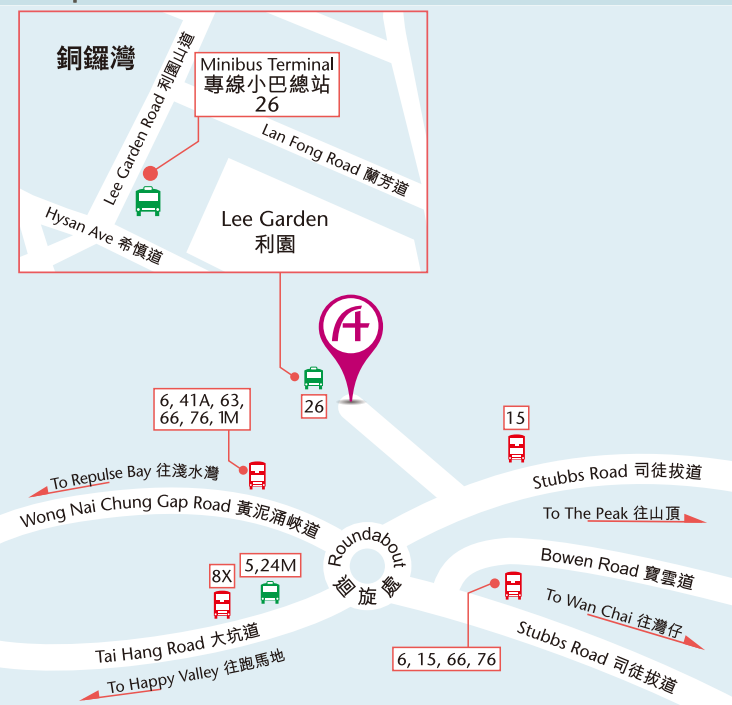 銅鑼灣
Minibus Terminal
專線小巴總站
26
Lee Garden Road 利園山道
Lan Fong Road 蘭芳道
Hysan Ave 希慎道
Lee Garden
利園
26
6, 41A, 63,
66, 76, 1M
15
To Repulse Bay 往淺水灣
Wong Nai Chung Gap Road 黃泥涌峽道
Stubbs Road 司徒拔道
To The Peak 往山頂
Roundabout
迴旋處
Bowen Road 寶雲道
8X
5,24M
To Wan Chai 往灣仔
Stubbs Road 司徒拔道
6, 15, 66, 76
Tai Hang Road 大坑道
To Happy Valley 往跑馬地